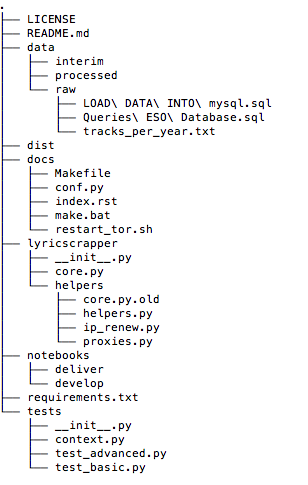 .
├── LICENSE
├── README.md
├── data
│   ├── interim
│   ├── processed
│   └── raw
│       ├── LOAD\ DATA\ INTO\ mysql.sql
│       ├── Queries\ ESO\ Database.sql
│       └── tracks_per_year.txt
├── dist
├── docs
│   ├── Makefile
│   ├── conf.py
│   ├── index.rst
│   ├── make.bat
│   └── restart_tor.sh
├── lyricscrapper
│   ├── __init__.py
│   ├── core.py
│   └── helpers
│       ├── core.py.old
│       ├── helpers.py
│       ├── ip_renew.py
│       └── proxies.py
├── notebooks
│   ├── deliver
│   └── develop
├── requirements.txt
└── tests
    ├── __init__.py
    ├── context.py
    ├── test_advanced.py
    └── test_basic.py